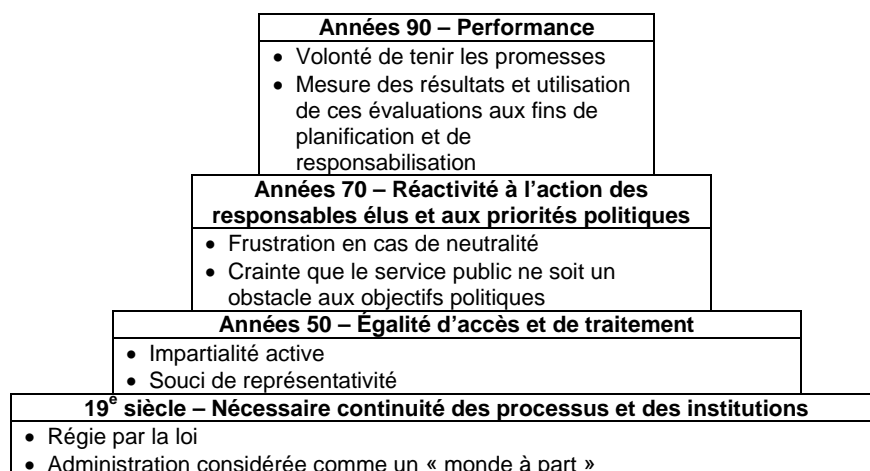 Années 90 – Performance
• Volonté de tenir les promesses
• Mesure des résultats et utilisation
de ces évaluations aux fins de
planification et de
responsabilisation
Années 70 – Réactivité à l'action des
responsables élus et aux priorités politiques
• Frustration en cas de neutralité
• Crainte que le service public ne soit un
obstacle aux objectifs politiques
Années 50 – Égalité d'accès et de traitement
• Impartialité active
• Souci de représentativité
19e siècle – Nécessaire continuité des processus et des institutions
• Régie par la loi
• Administration considérée comme un « monde à part »